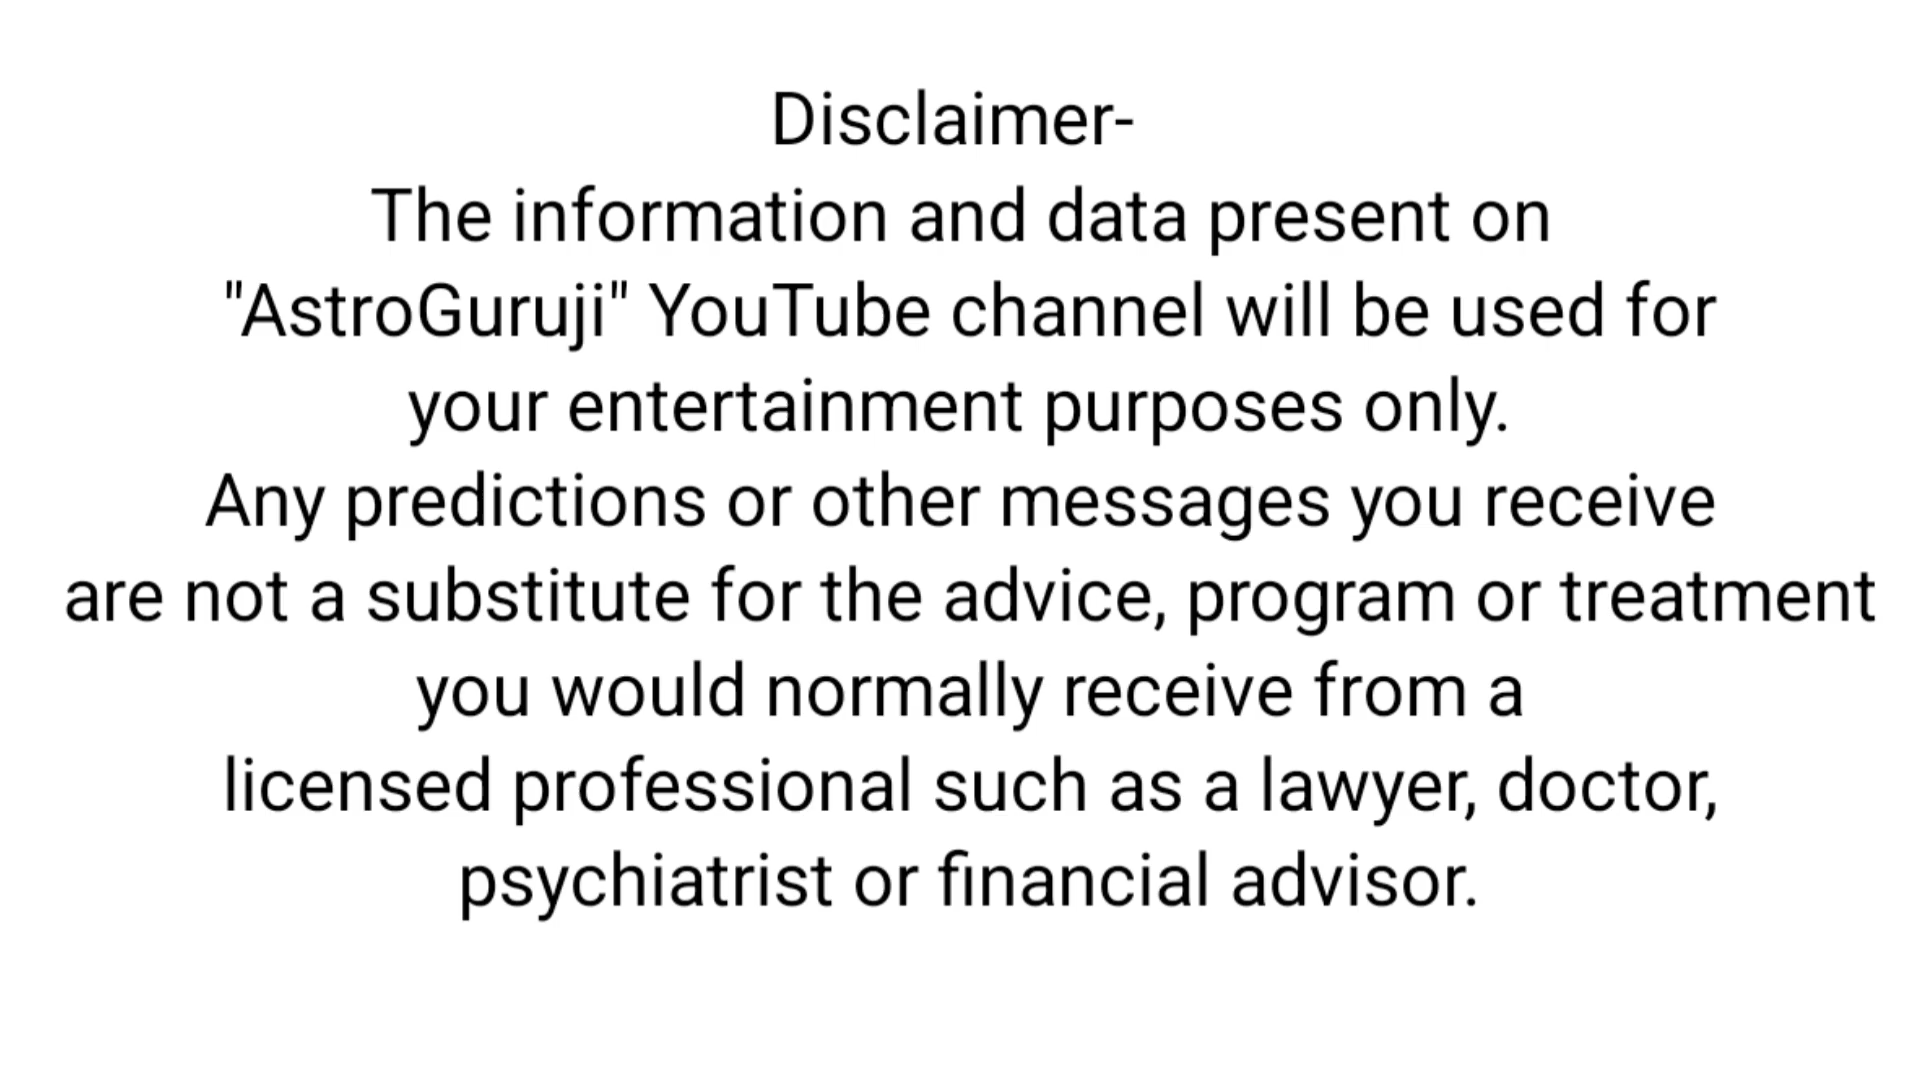 Disclaimer-
The information and data present on
"AstroGuruji" YouTube channel will be used for
your entertainment purposes only.
Any predictions or other messages you receive
are not a substitute for the advice, program or treatment
you would normally receive from a
licensed professional such as a lawyer, doctor,
psychiatrist or financial advisor.